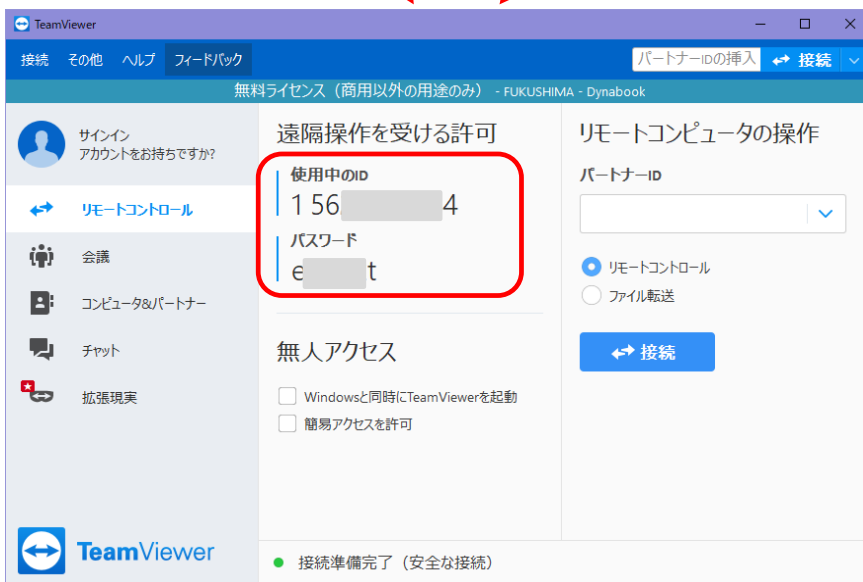 TeamViewer
接続 その他 ヘルプ フィードバック
パートナーIDの挿入 接続
無料ライセンス（商用以外の用途のみ） - FUKUSHIMA - Dynabook
サインイン
アカウントをお持ちですか?
リモートコントロール
会議
コンピュータ&パートナー
チャット
拡張現実
TeamViewer
遠隔操作を受ける許可
使用中のID
1 56 4
パスワード
e t
無人アクセス
Windowsと同時にTeamViewerを起動
簡易アクセスを許可
接続準備完了（安全な接続）
リモートコンピュータの操作
パートナーID
リモートコントロール
ファイル転送
接続